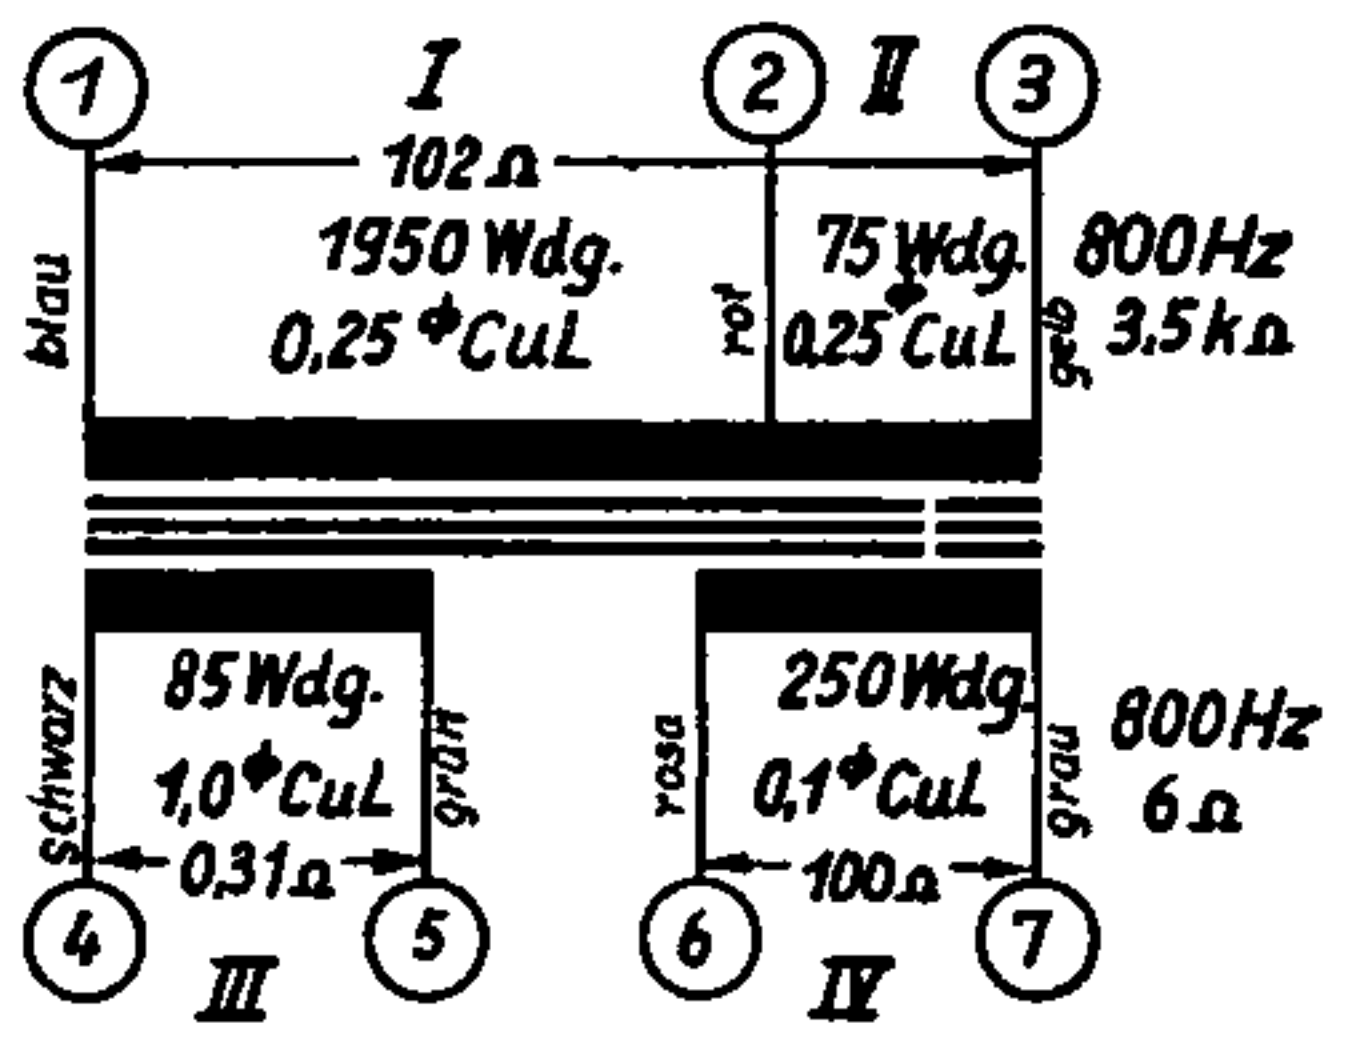 1 I 2 II 3
102 Ω
1950 Wdg. 75 Wdg. 800 Hz
0,25 ϕ CuL 0,25 ϕ CuL 3,5 kΩ
blau rot gelb
85 Wdg. 250 Wdg. 800 Hz
1,0 ϕ CuL 0,1 ϕ CuL 6 Ω
schwarz grün rosa grau
0,31 Ω 100 Ω
4 5 6 7
III IV